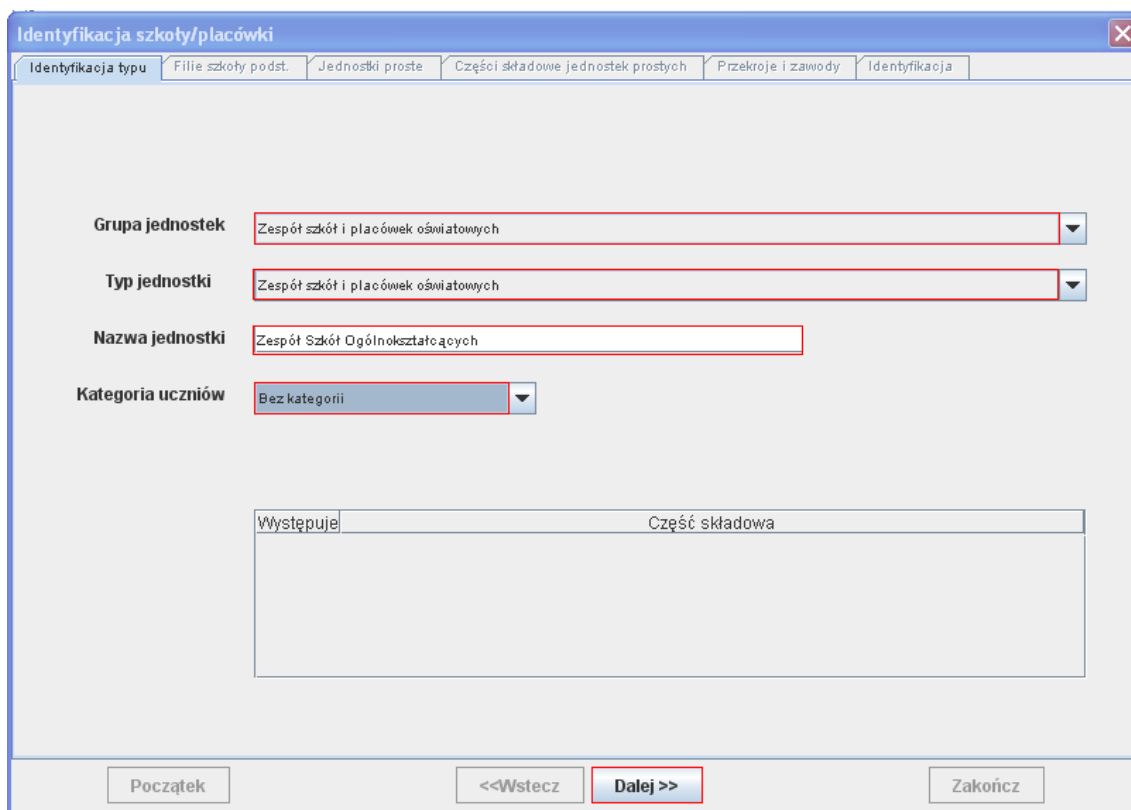 Identyfikacja szkoły/placówki
Identyfikacja typu Filie szkoły podst. Jednostki proste Części składowe jednostek prostych Przekroje i zawody Identyfikacja
Grupa jednostek Zespół szkół i placówek oświatowych
Typ jednostki Zespół szkół i placówek oświatowych
Nazwa jednostki Zespół Szkół Ogólnokształcących
Kategoria uczniów Bez kategorii
Występuje Część składowa
Początek <<Wstecz Dalej >> Zakończ